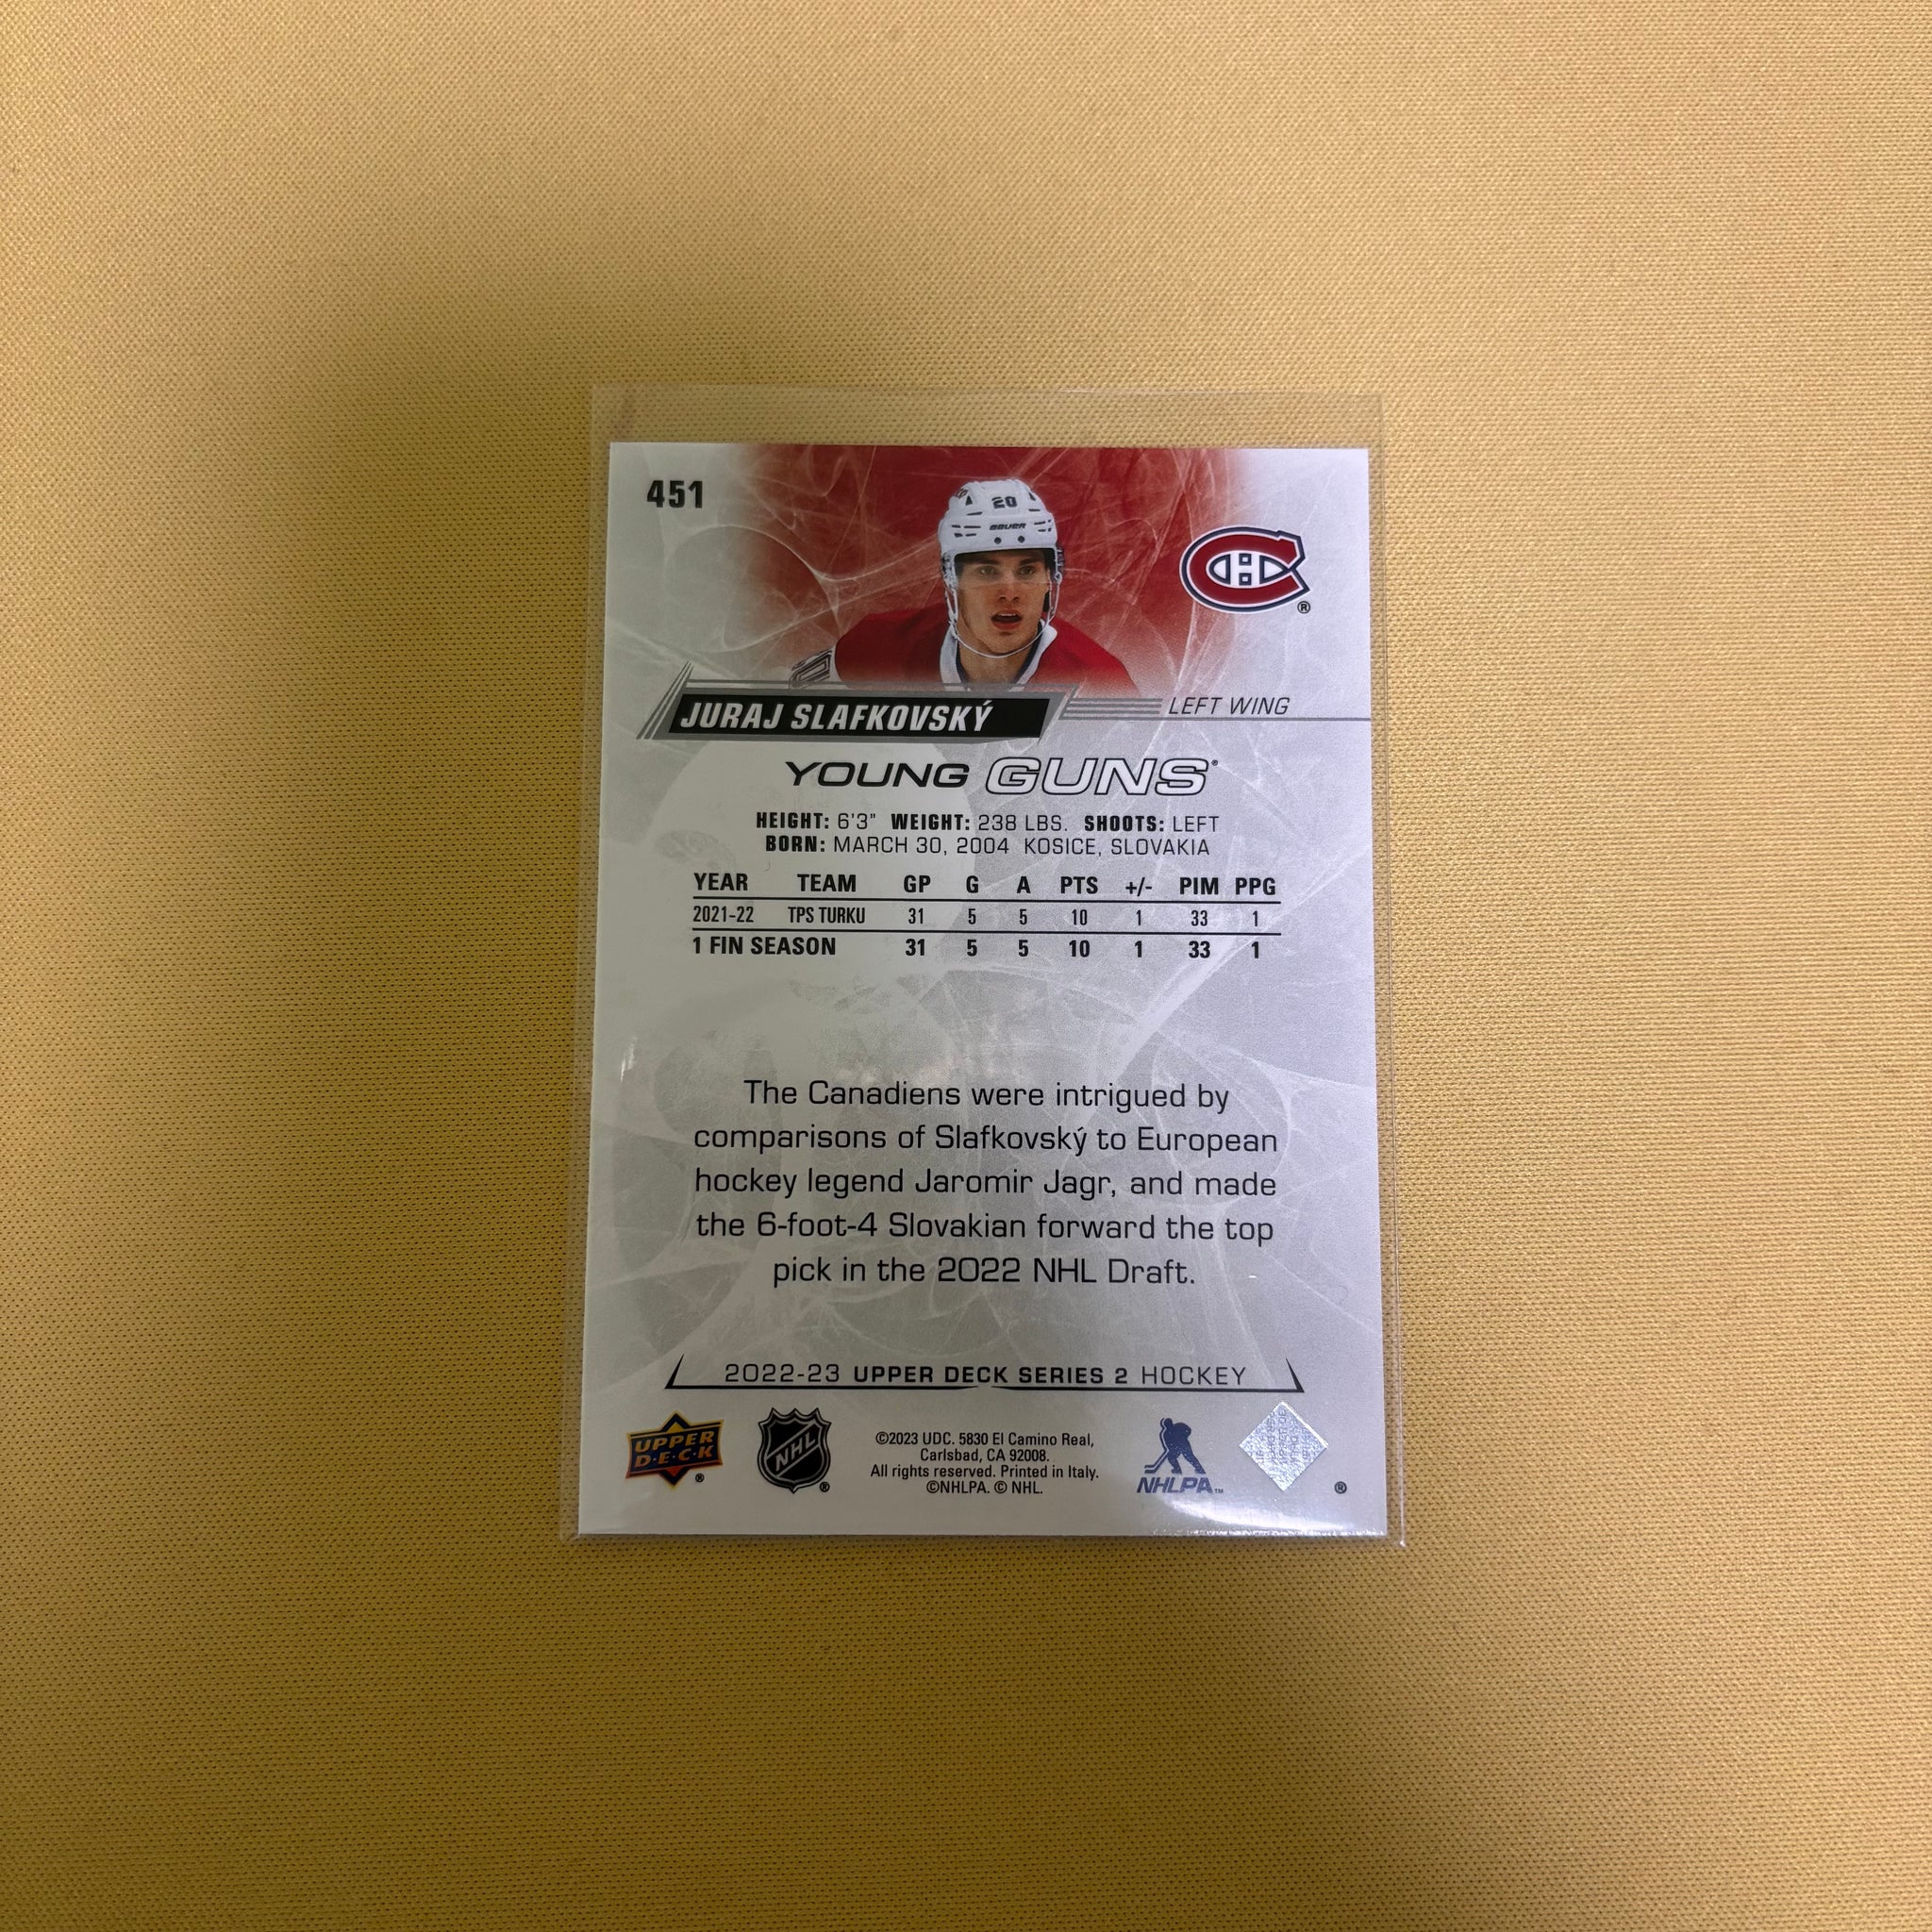 451
20
BAUER
JURAJ SLAFKOVSKÝ
LEFT WING
YOUNG GUNS
HEIGHT: 6'3" WEIGHT: 238 LBS. SHOOTS: LEFT
BORN: MARCH 30, 2004 KOSICE, SLOVAKIA
YEAR TEAM GP G A PTS +/- PIM PPG
2021-22 TPS TURKU 31 5 5 10 1 33 1
1 FIN SEASON 31 5 5 10 1 33 1
The Canadiens were intrigued by
comparisons of Slafkovský to European
hockey legend Jaromir Jagr, and made
the 6-foot-4 Slovakian forward the top
pick in the 2022 NHL Draft.
2022-23 UPPER DECK SERIES 2 HOCKEY
UPPER
D·E·C·K ®
NHL ®
©2023 UDC. 5830 El Camino Real,
Carlsbad, CA 92008.
All rights reserved. Printed in Italy.
©NHLPA. © NHL.
NHLPA™
®